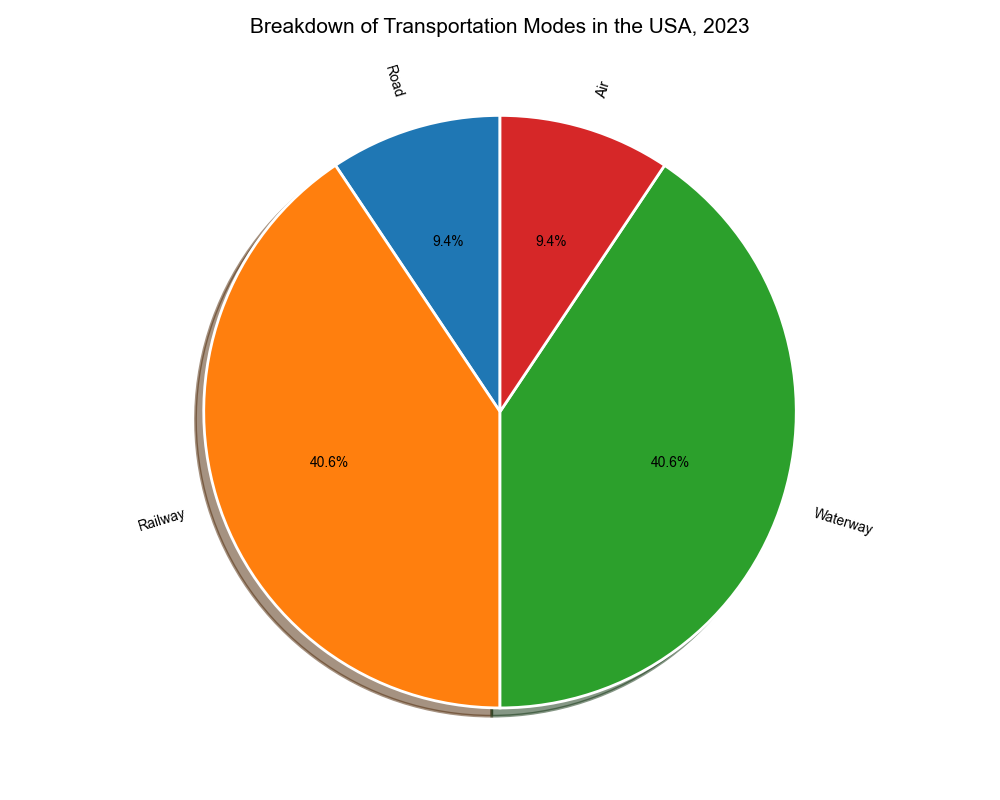 Breakdown of Transportation Modes in the USA, 2023
Road
Air
9.4%
9.4%
40.6%
40.6%
Railway
Waterway